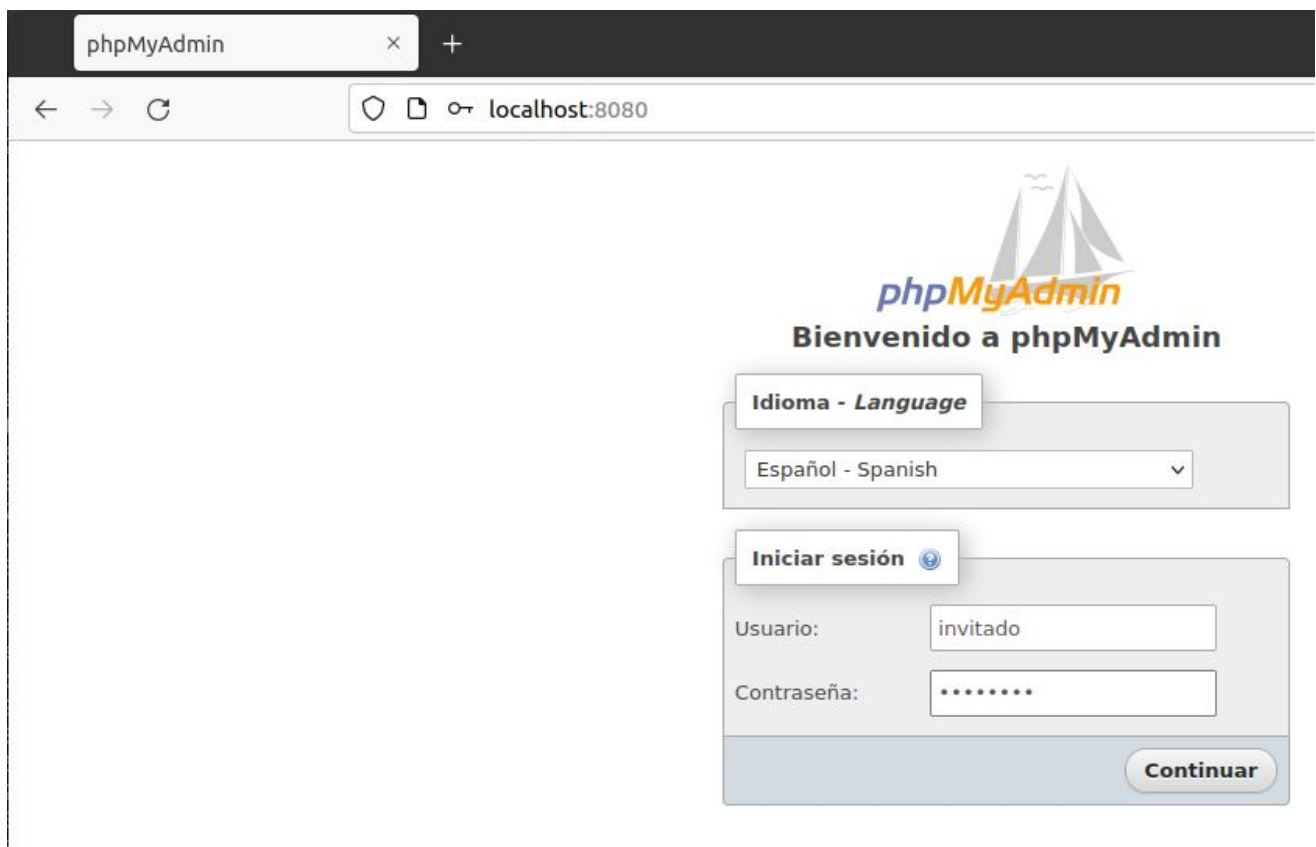 phpMyAdmin
localhost:8080
phpMyAdmin
Bienvenido a phpMyAdmin
Idioma - Language
Español - Spanish
Iniciar sesión
Usuario: invitado
Contraseña: ••••••••
Continuar